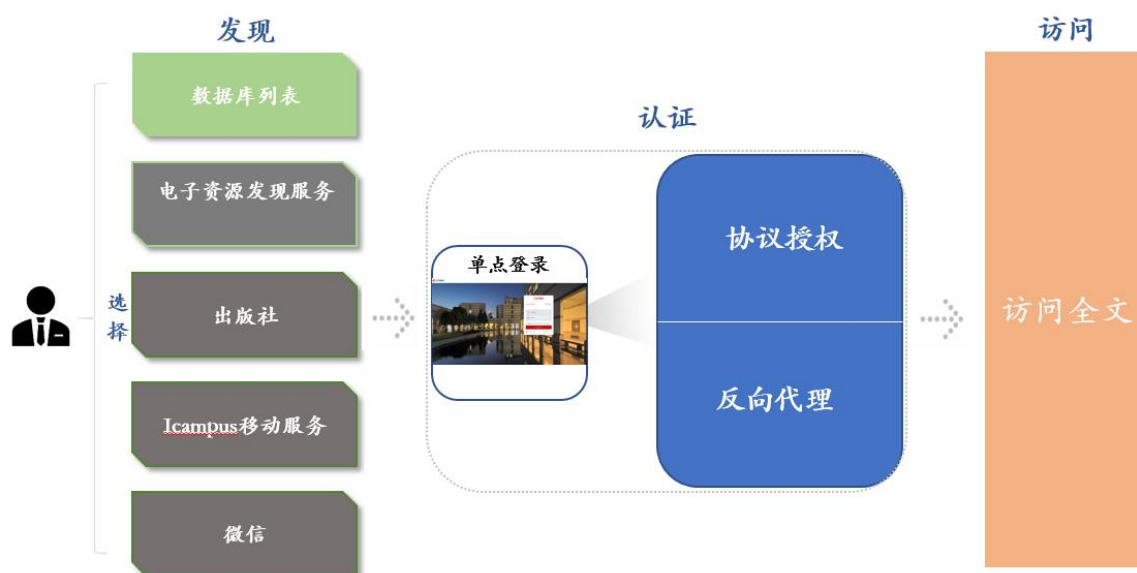 发现
访问
数据库列表
认证
电子资源发现服务
协议授权
单点登录
选
择
出版社
访问全文
反向代理
Icampus移动服务
微信